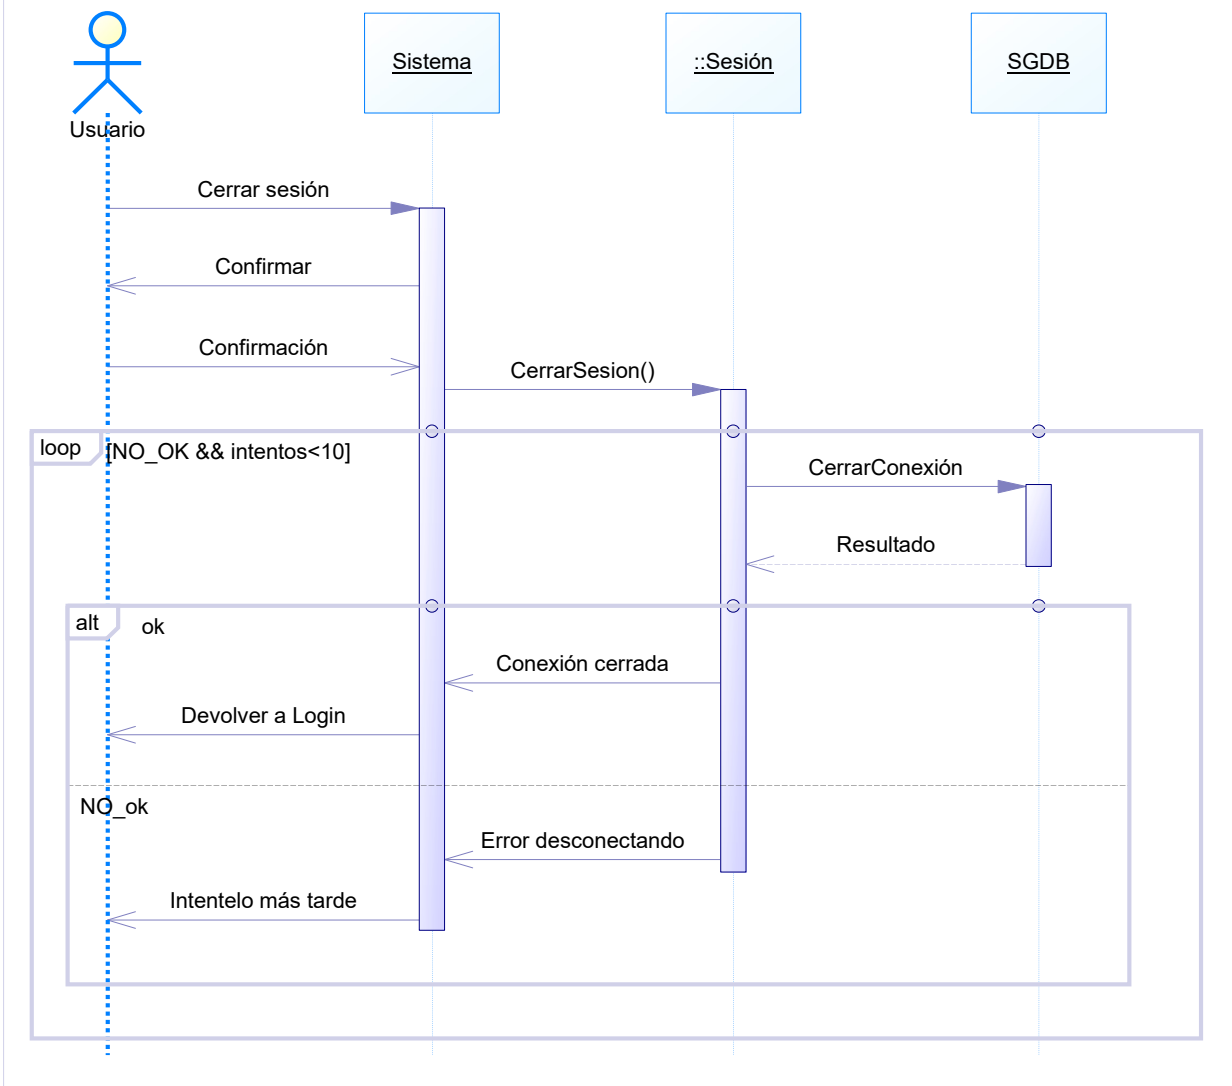 Usuario
Sistema
::Sesión
SGDB
Cerrar sesión
Confirmar
Confirmación
CerrarSesion()
loop
[NO_OK && intentos<10]
CerrarConexión
Resultado
alt
ok
Conexión cerrada
Devolver a Login
NO_ok
Error desconectando
Intentelo más tarde